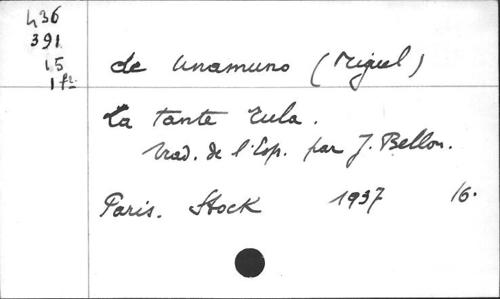 436
391
15
1 fr.
de Unamuno (Miguel)
La tante Tula.
trad. de l'Esp. par J. Bellon.
Paris. Stock 1937 16.